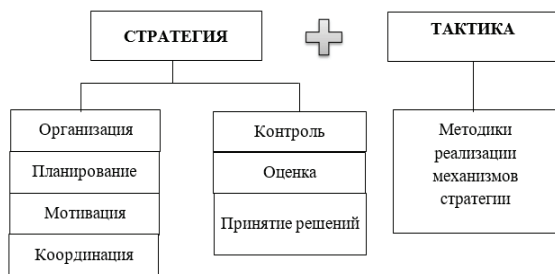 СТРАТЕГИЯ
ТАКТИКА
Организация
Планирование
Мотивация
Координация
Контроль
Оценка
Принятие решений
Методики
реализации
механизмов
стратегии